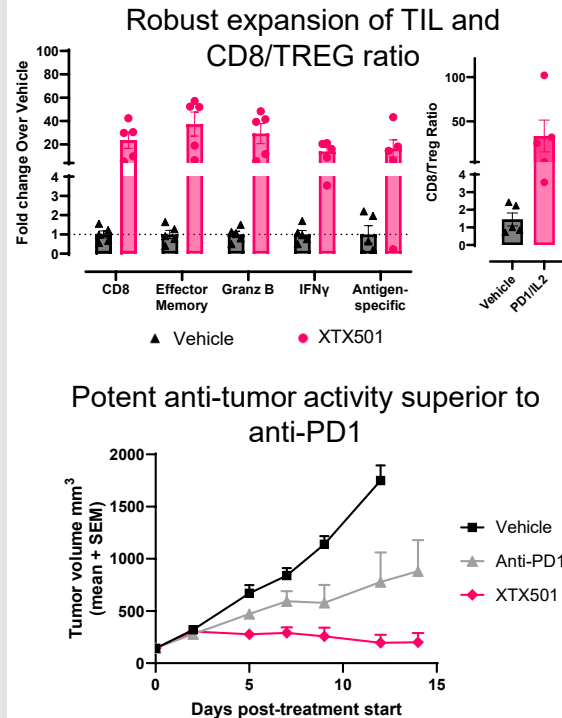 Robust expansion of TIL and
CD8/TREG ratio
Fold change Over Vehicle
100
80
60
40
20
4
3
2
1
0
CD8
Effector
Memory
Granz B
IFNγ
Antigen-
specific
Vehicle
XTX501
CD8/Treg Ratio
100
50
4
3
2
1
0
Vehicle
PD1/IL2
Potent anti-tumor activity superior to
anti-PD1
Tumor volume mm³
(mean + SEM)
2000
1500
1000
500
0
0
5
10
15
Days post-treatment start
Vehicle
Anti-PD1
XTX501